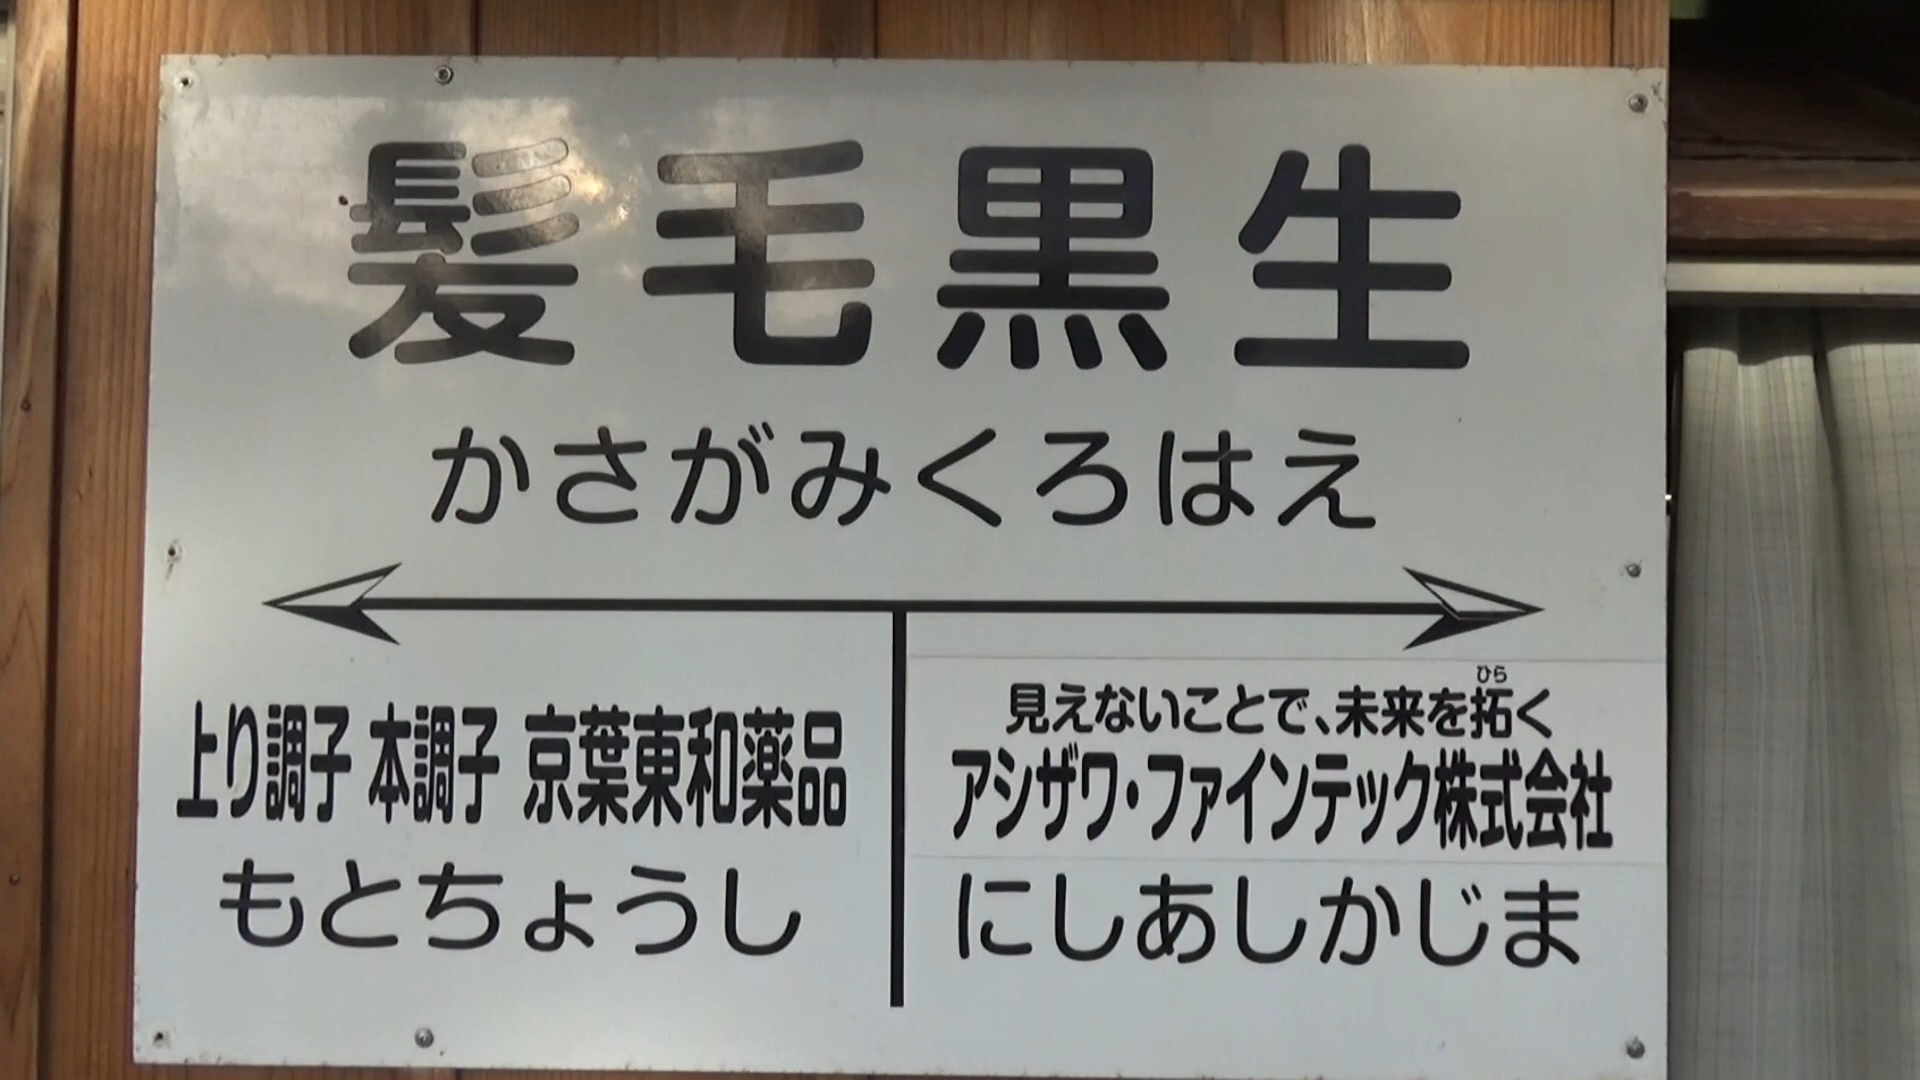 髪毛黒生
かさがみくろはえ
上り調子 本調子 京葉東和薬品
もとちょうし
ひら
見えないことで、未来を拓く
アシザワ・ファインテック株式会社
にしあしかじま